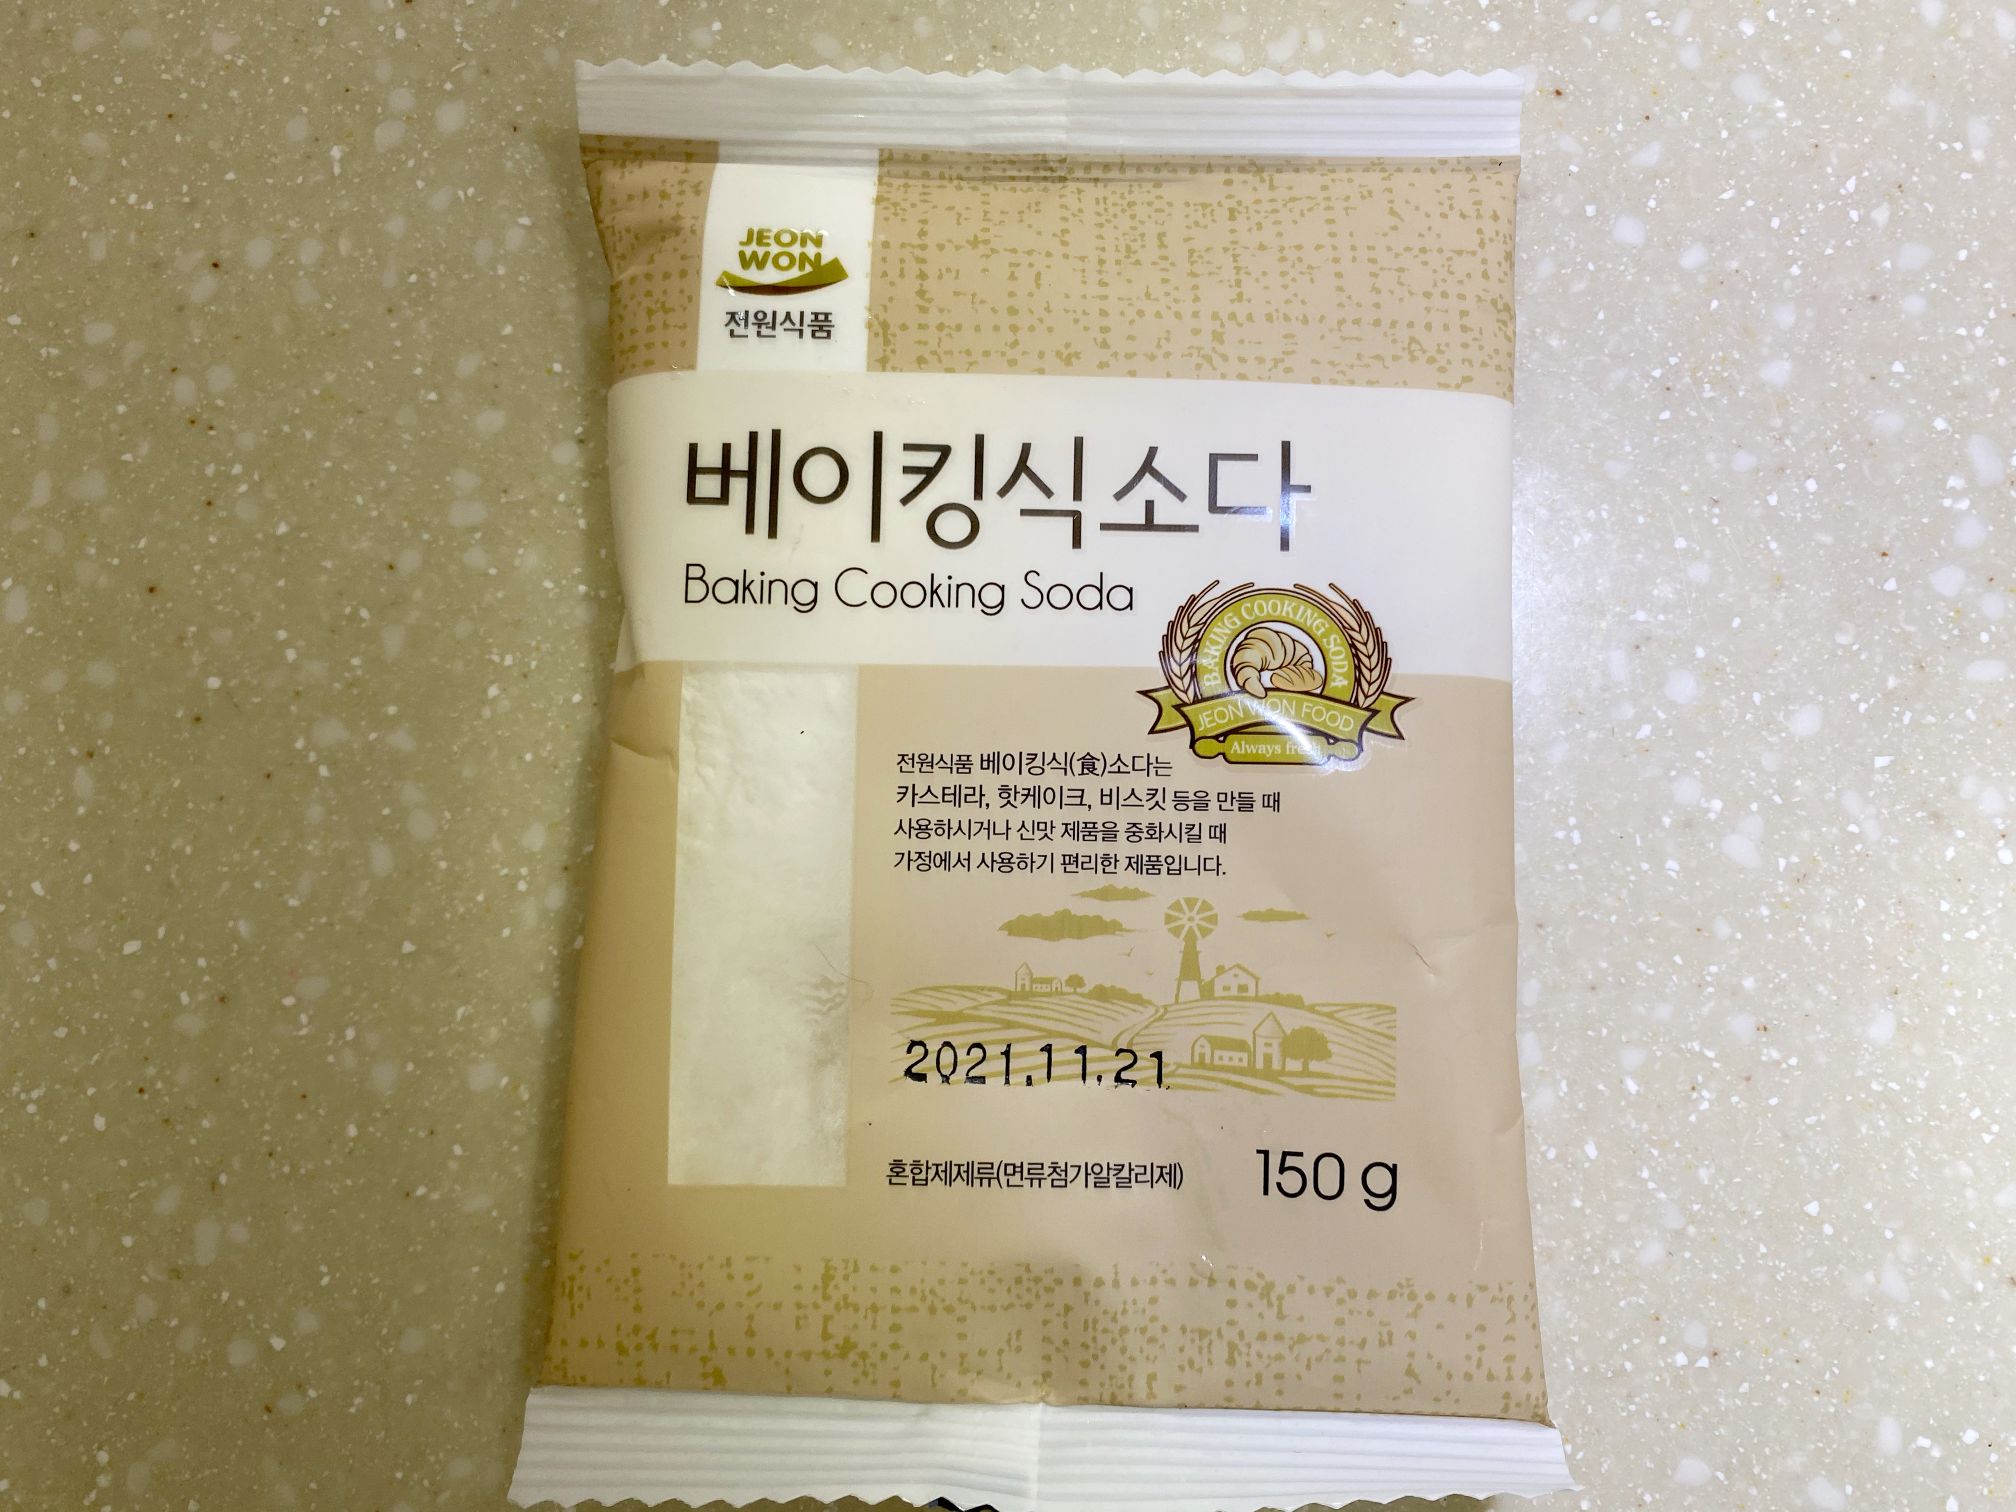 JEON
WON
전원식품
베이킹식소다
Baking Cooking Soda
BAKING COOKING SODA
JEON WON FOOD
Always fresh
전원식품 베이킹식(食)소다는
카스테라, 핫케이크, 비스킷 등을 만들 때
사용하시거나 신맛 제품을 중화시킬 때
가정에서 사용하기 편리한 제품입니다.
2021.11.21
혼합제제류(면류첨가알칼리제)
150 g